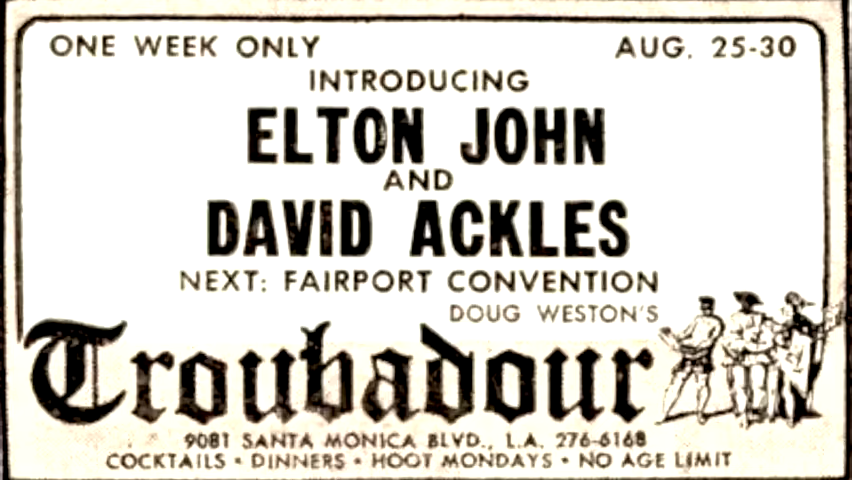 ONE WEEK ONLY AUG. 25-30
INTRODUCING
ELTON JOHN
AND
DAVID ACKLES
NEXT: FAIRPORT CONVENTION
DOUG WESTON'S
Troubadour
9081 SANTA MONICA BLVD., L.A. 276-6168
COCKTAILS • DINNERS • HOOT MONDAYS • NO AGE LIMIT